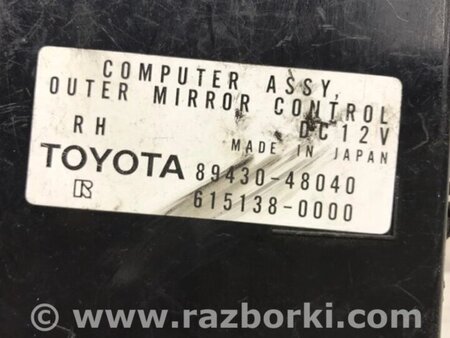 COMPUTER ASSY,
OUTER MIRROR CONTROL
RH DC12V
MADE IN JAPAN
TOYOTA 89430-48040
R 615138-0000
© www.razborki.com